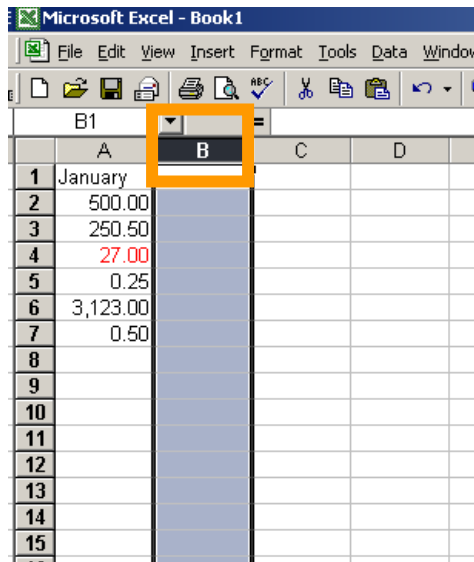 Microsoft Excel - Book1
File Edit View Insert Format Tools Data Window
ABC
B1 =
A B C D
1 January
2 500.00
3 250.50
4 27.00
5 0.25
6 3,123.00
7 0.50
8
9
10
11
12
13
14
15